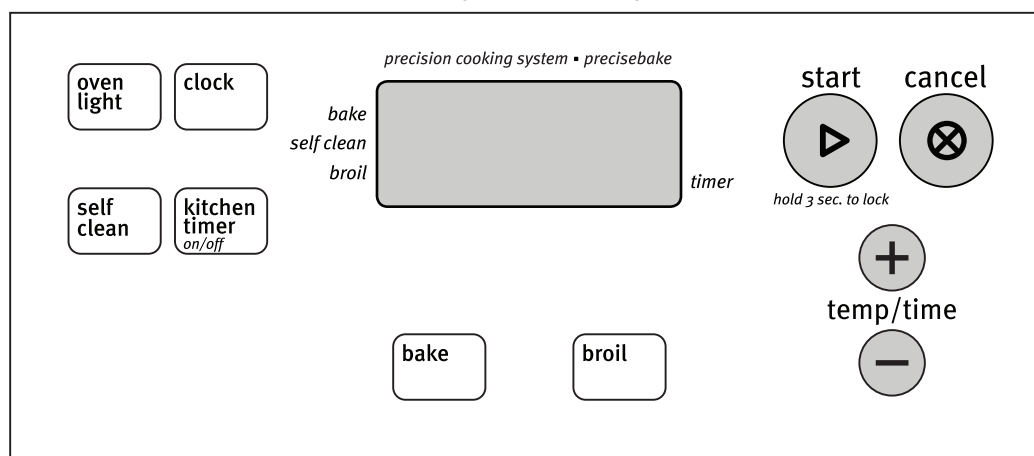 precision cooking system ▪ precisebake
oven
light
clock
bake
self clean
broil
timer
start
cancel
hold 3 sec. to lock
self
clean
kitchen
timer
on/off
temp/time
bake
broil